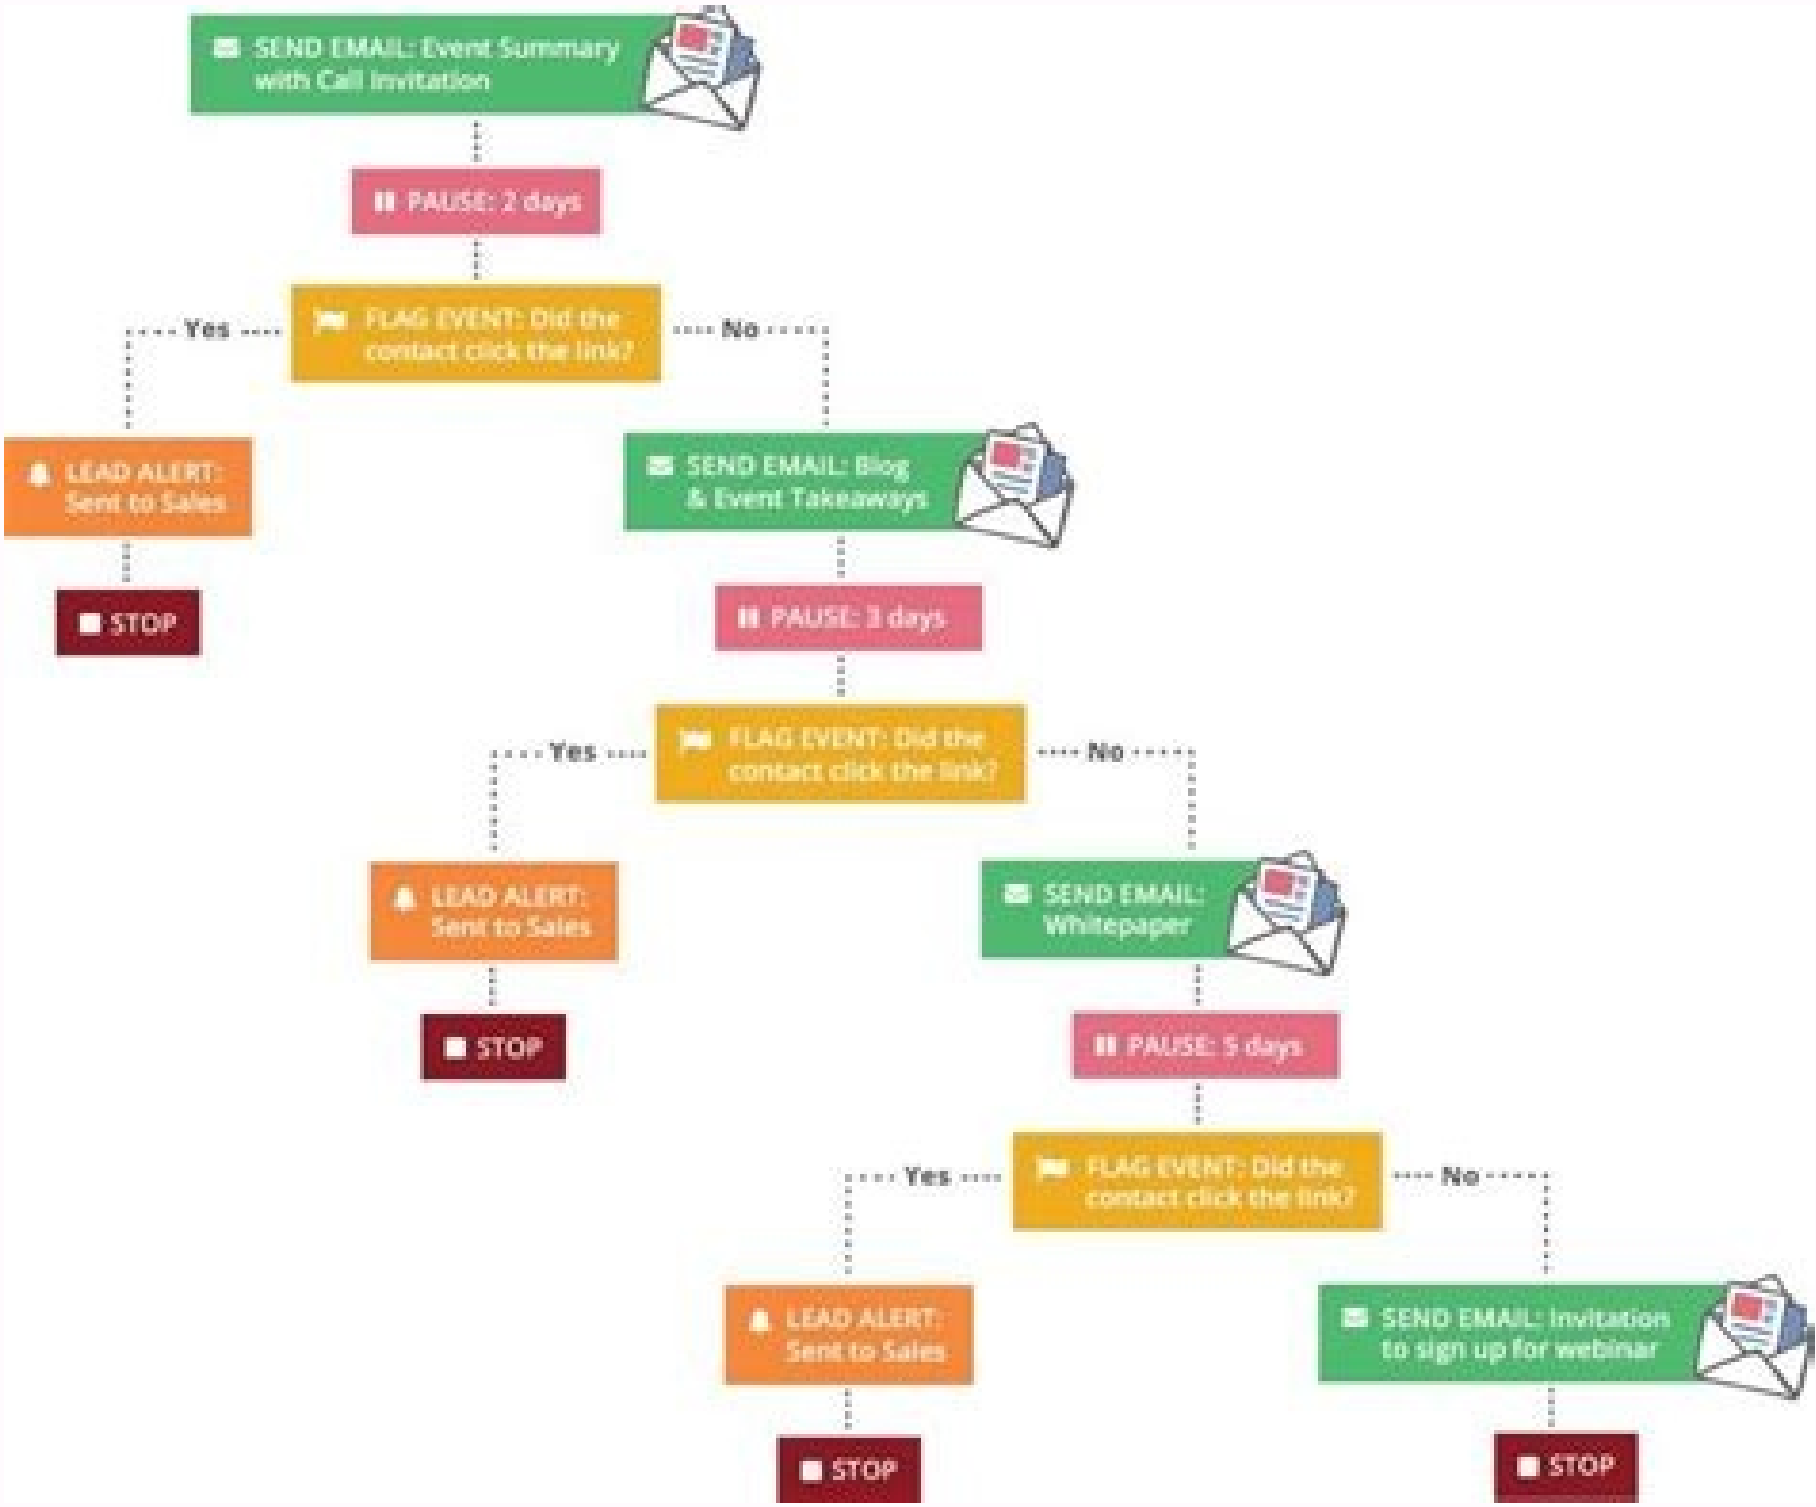 SEND EMAIL: Event Summary
with Call Invitation
PAUSE: 2 days
FLAG EVENT: Did the
contact click the link?
Yes
No
LEAD ALERT:
Sent to Sales
STOP
SEND EMAIL: Blog
& Event Takeaways
PAUSE: 3 days
FLAG EVENT: Did the
contact click the link?
Yes
No
LEAD ALERT:
Sent to Sales
STOP
SEND EMAIL:
Whitepaper
PAUSE: 5 days
FLAG EVENT: Did the
contact click the link?
Yes
No
LEAD ALERT:
Sent to Sales
STOP
SEND EMAIL: Invitation
to sign up for webinar
STOP